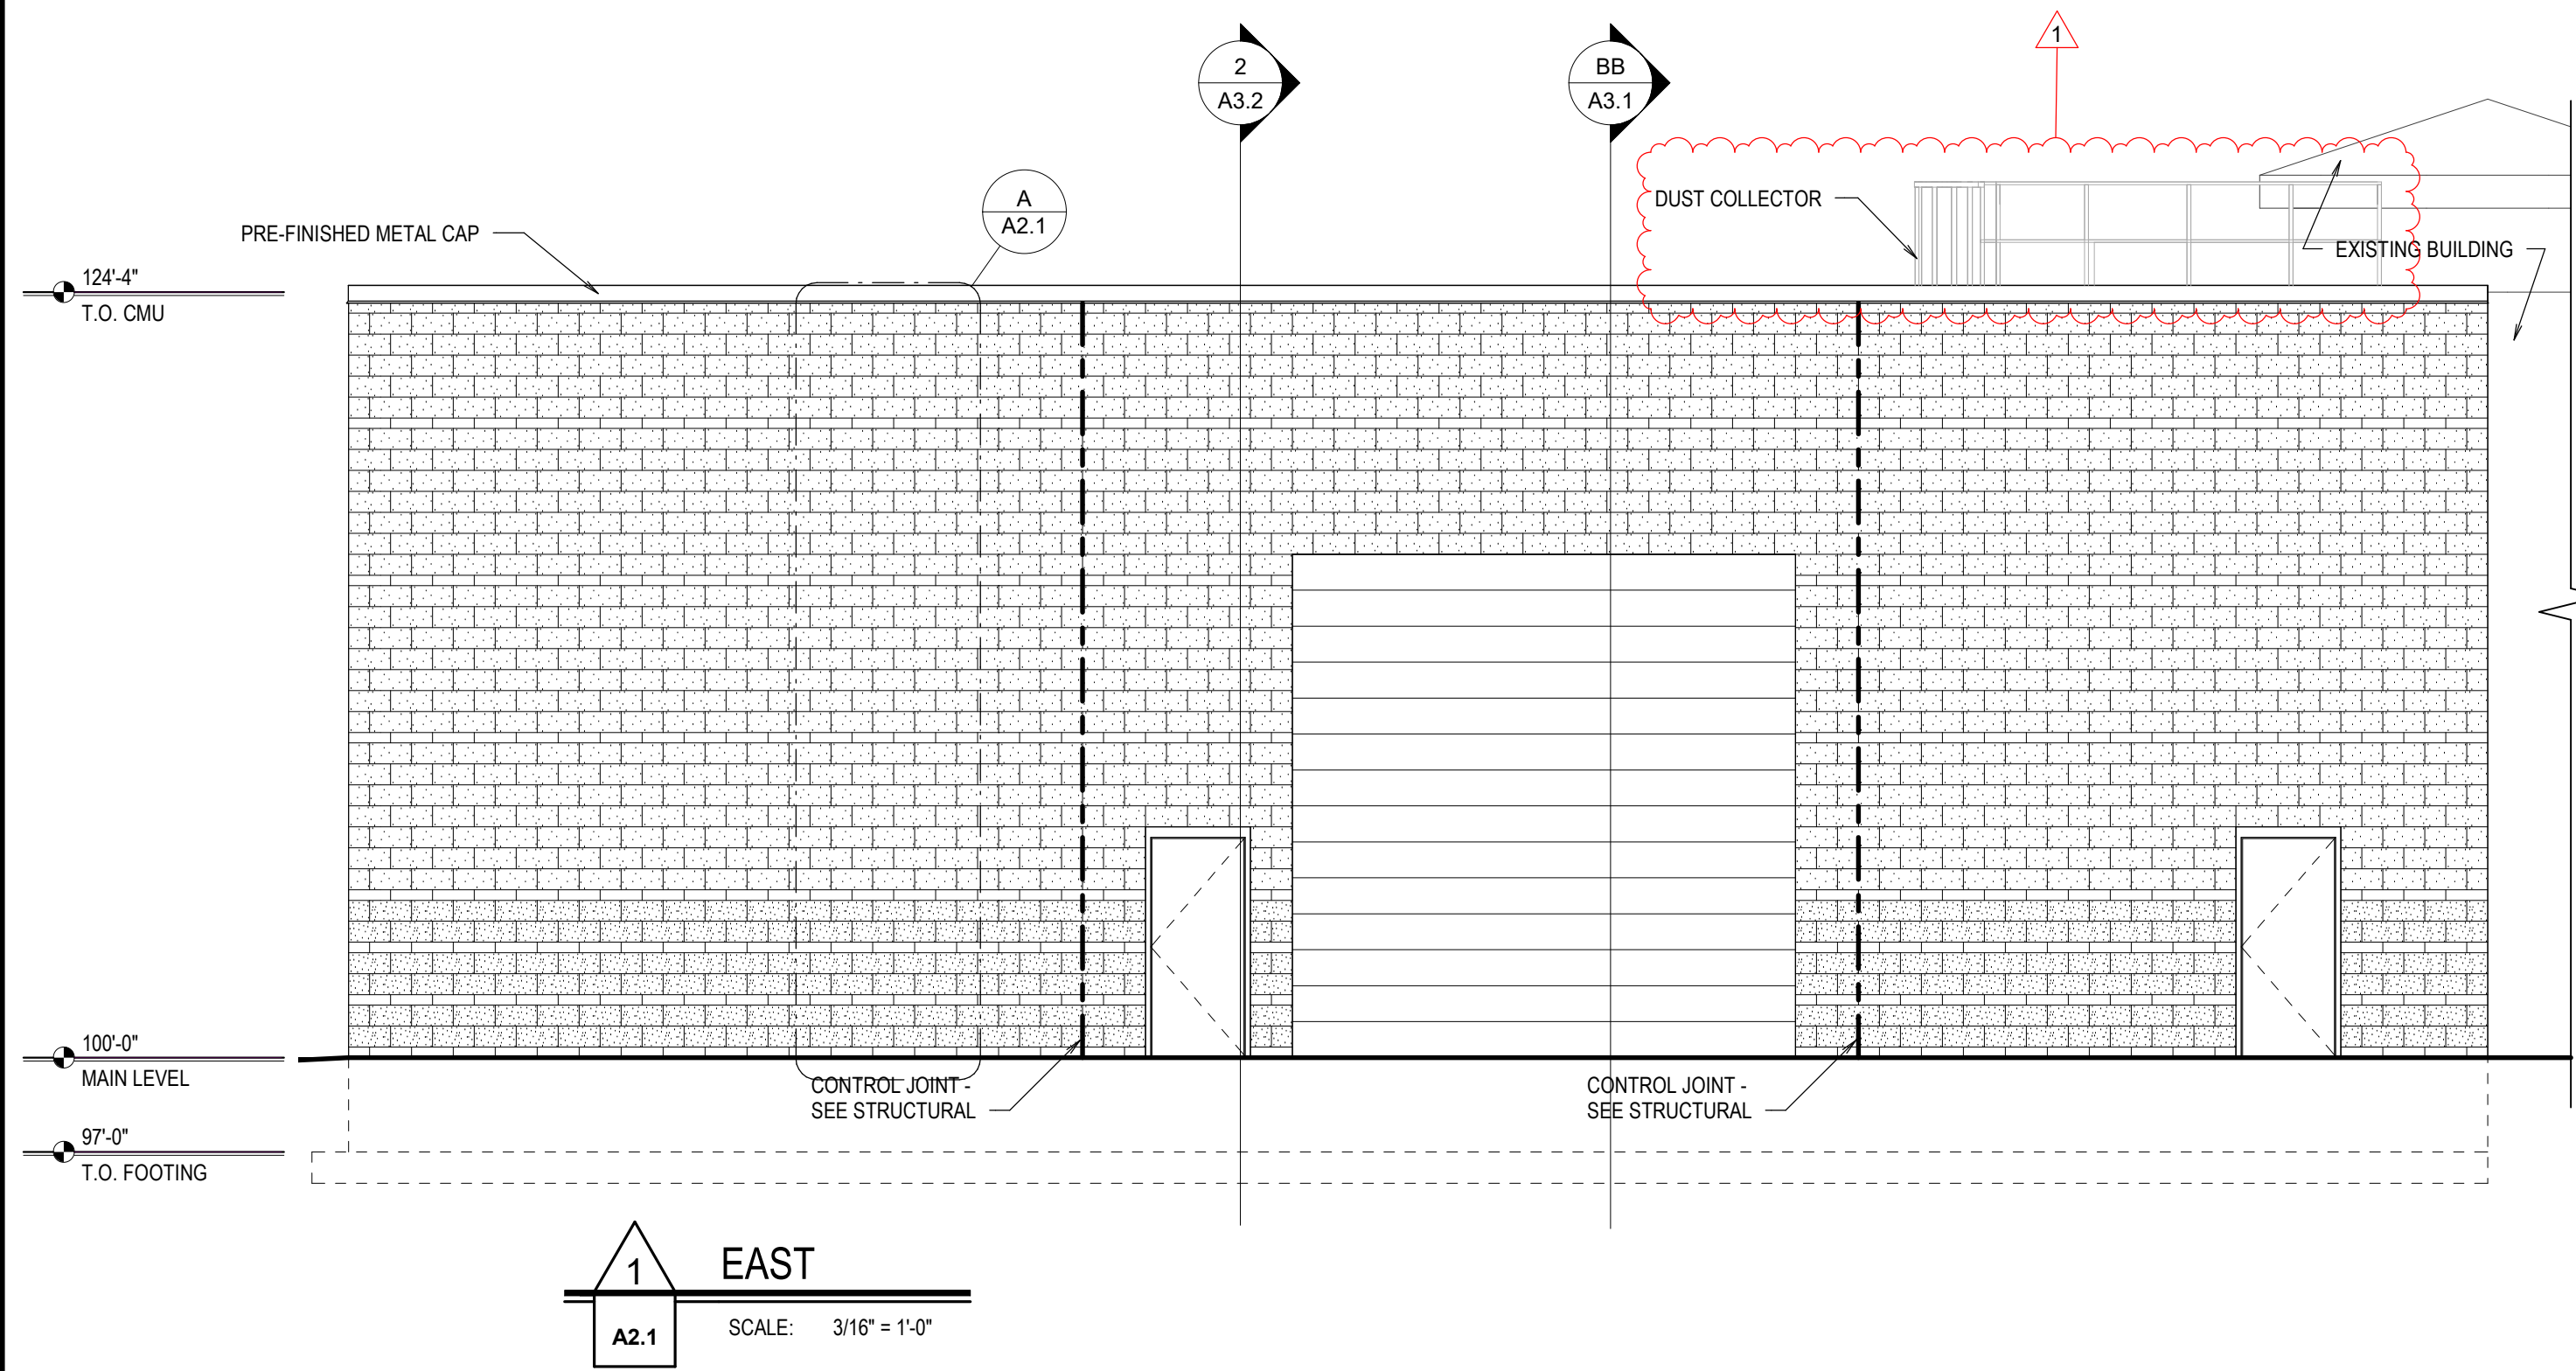 1
2
A3.2
BB
A3.1
A
A2.1
DUST COLLECTOR
PRE-FINISHED METAL CAP
EXISTING BUILDING
124'-4"
T.O. CMU
100'-0"
MAIN LEVEL
CONTROL JOINT -
SEE STRUCTURAL
CONTROL JOINT -
SEE STRUCTURAL
97'-0"
T.O. FOOTING
1
EAST
A2.1
SCALE: 3/16" = 1'-0"